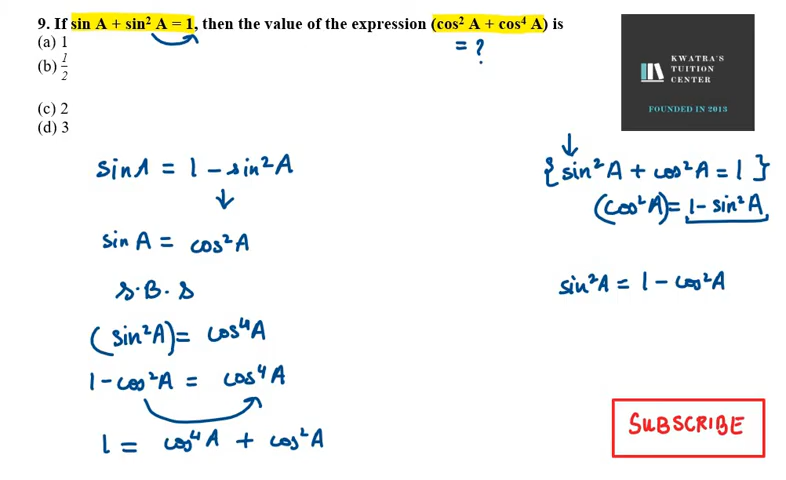 9. If sin A + sin² A = 1, then the value of the expression (cos² A + cos⁴ A) is
(a) 1
= ?
(b) 1/2
(c) 2
(d) 3
KWATRA'S
TUITION
CENTER
FOUNDED IN 2013
sinA = 1 - sin²A
{sin²A + cos²A = 1}
(cos²A) = 1 - sin²A
sin A = cos²A
S.B.S
sin²A = 1 - cos²A
(sin²A) = cos⁴A
1 - cos²A = cos⁴A
1 = cos⁴A + cos²A
SUBSCRIBE